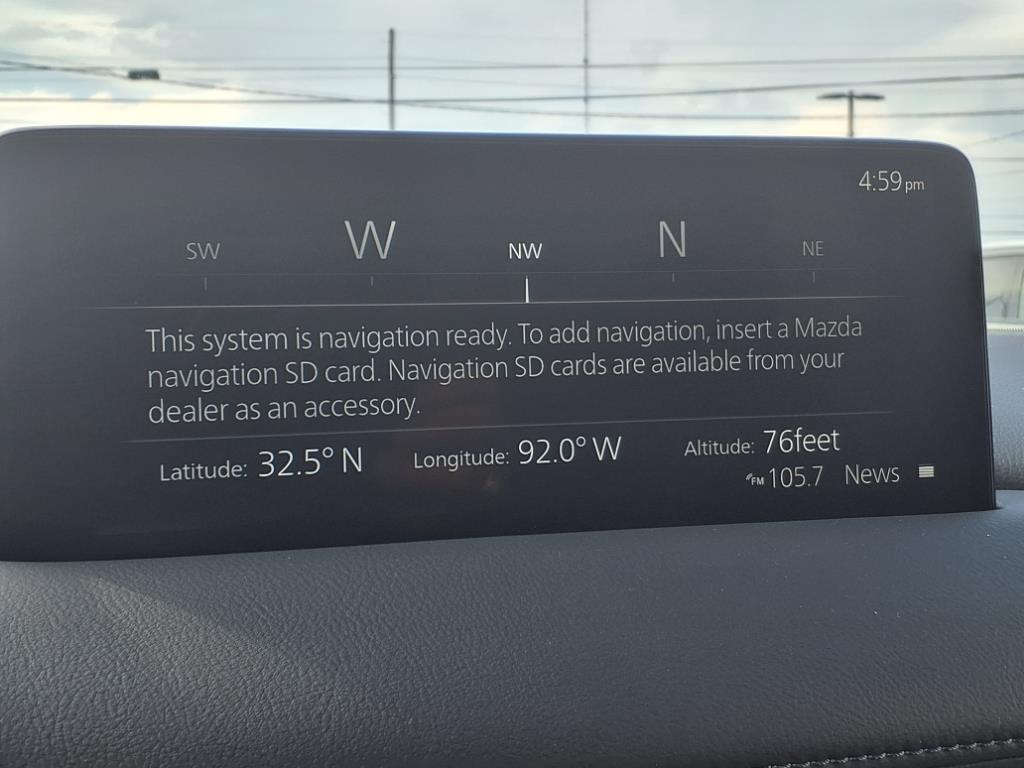 4:59pm
SW W NW N NE
This system is navigation ready. To add navigation, insert a Mazda
navigation SD card. Navigation SD cards are available from your
dealer as an accessory.
Latitude: 32.5° N Longitude: 92.0° W Altitude: 76feet
FM 105.7 News